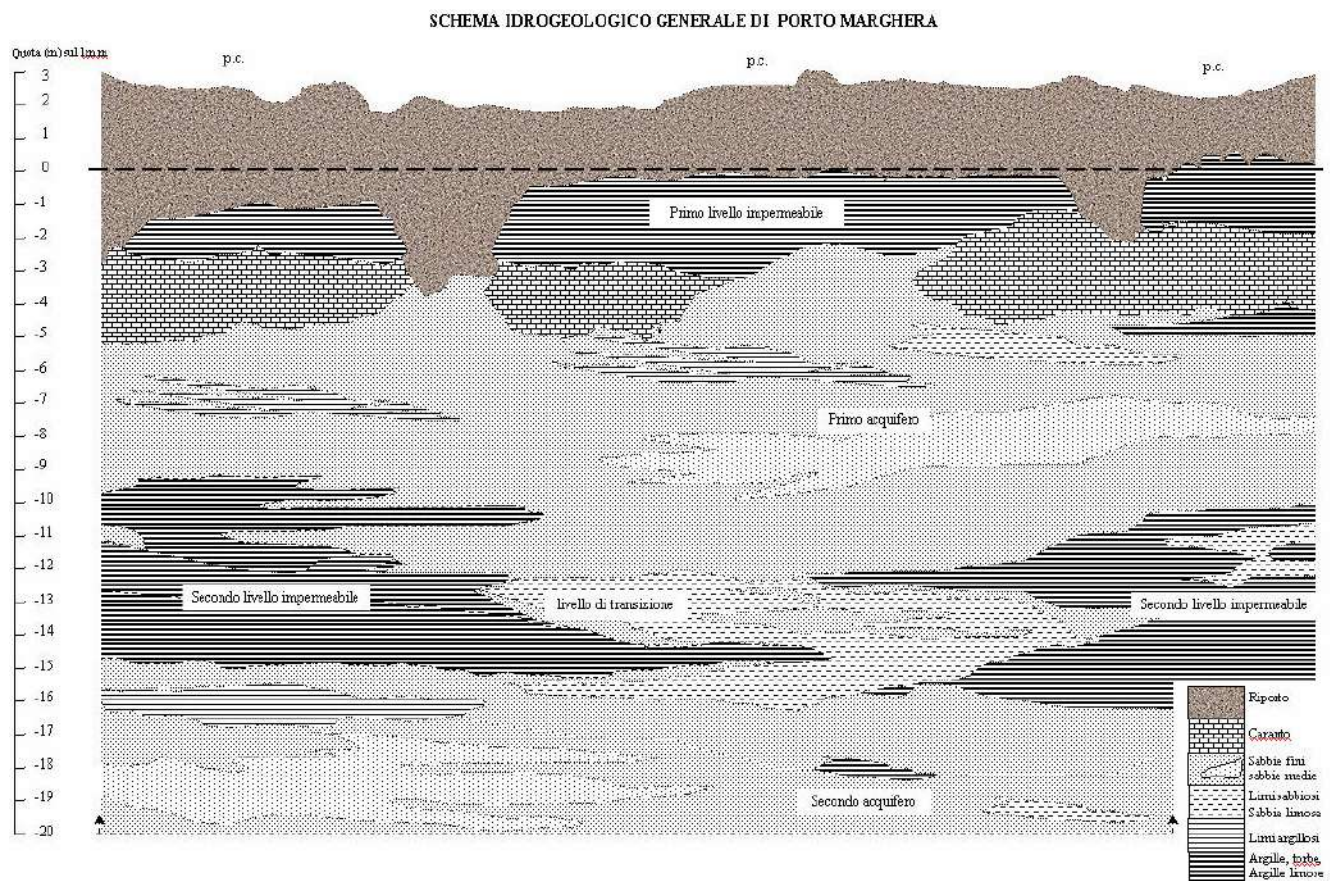 SCHEMA IDROGEOLOGICO GENERALE DI PORTO MARGHERA
Quota (m) sul lmm
p.c.
p.c.
p.c.
3
2
1
0
-1
-2
-3
-4
-5
-6
-7
-8
-9
-10
-11
-12
-13
-14
-15
-16
-17
-18
-19
-20
Primo livello impermeabile
Primo acquifero
Secondo livello impermeabile
livello di transizione
Secondo livello impermeabile
Secondo acquifero
Riporto
Caranto
Sabbie fini
sabbie medie
Limi sabbiosi
Sabbia limosa
Limi argillosi
Argille, torbe,
Argille limose